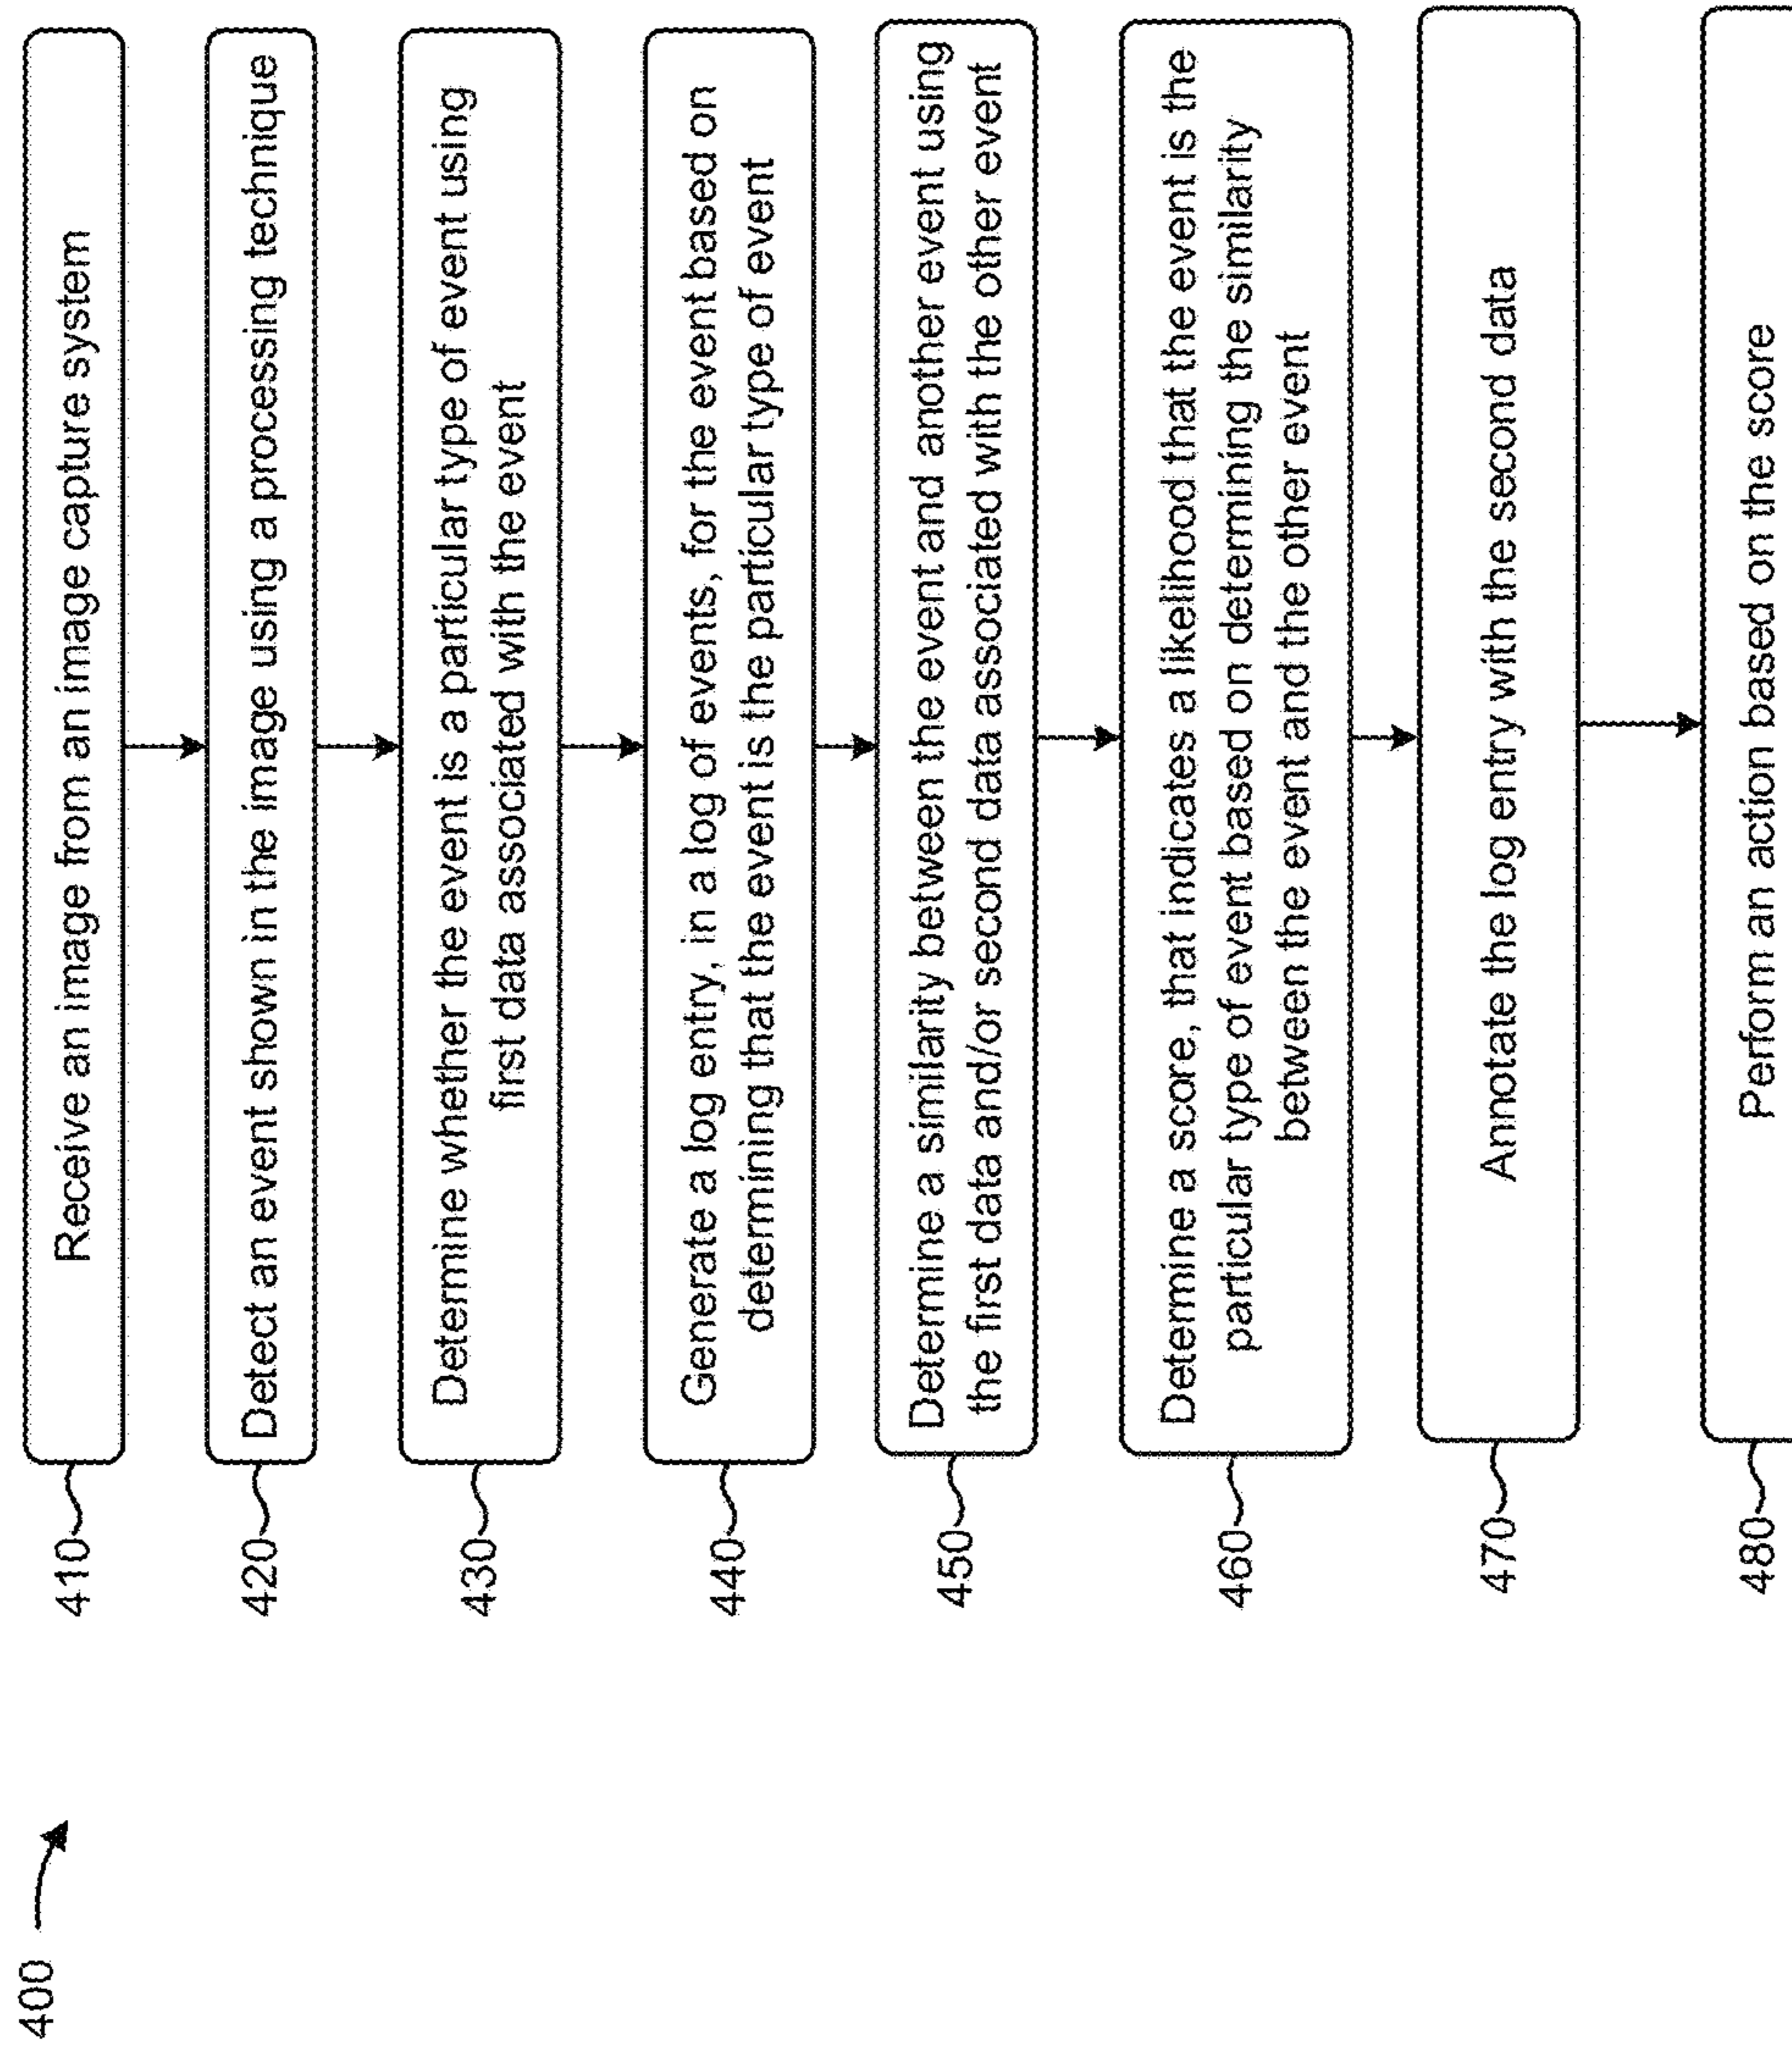 400
410
Receive an image from an image capture system
420
Detect an event shown in the image using a processing technique
430
Determine whether the event is a particular type of event using
first data associated with the event
440
Generate a log entry, in a log of events, for the event based on
determining that the event is the particular type of event
450
Determine a similarity between the event and another event using
the first data and/or second data associated with the other event
460
Determine a score, that indicates a likelihood that the event is the
particular type of event based on determining the similarity
between the event and the other event
470
Annotate the log entry with the second data
480
Perform an action based on the score